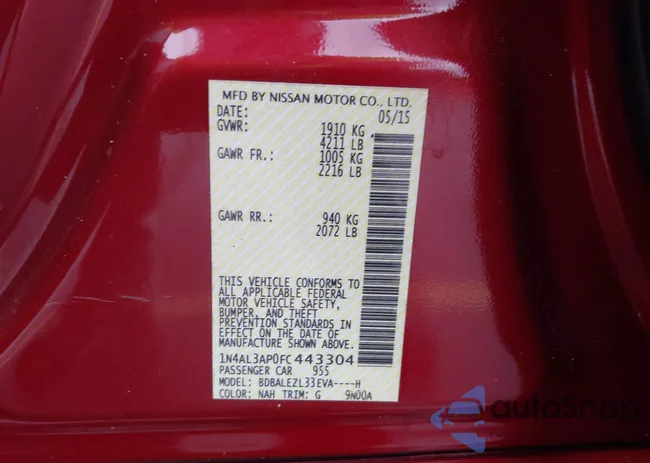 MFD BY NISSAN MOTOR CO., LTD.
DATE: 05/15
GVWR: 1910 KG
4211 LB
GAWR FR: 1005 KG
2216 LB
GAWR RR: 940 KG
2072 LB
THIS VEHICLE CONFORMS TO
ALL APPLICABLE FEDERAL
MOTOR VEHICLE SAFETY,
BUMPER, AND THEFT
PREVENTION STANDARDS IN
EFFECT ON THE DATE OF
MANUFACTURE SHOWN ABOVE.
1N4AL3AP0FC443304
PASSENGER CAR 955
MODEL: BDBALEZL33EVA----H
COLOR: NAH TRIM: G 9N00A
autoSnap